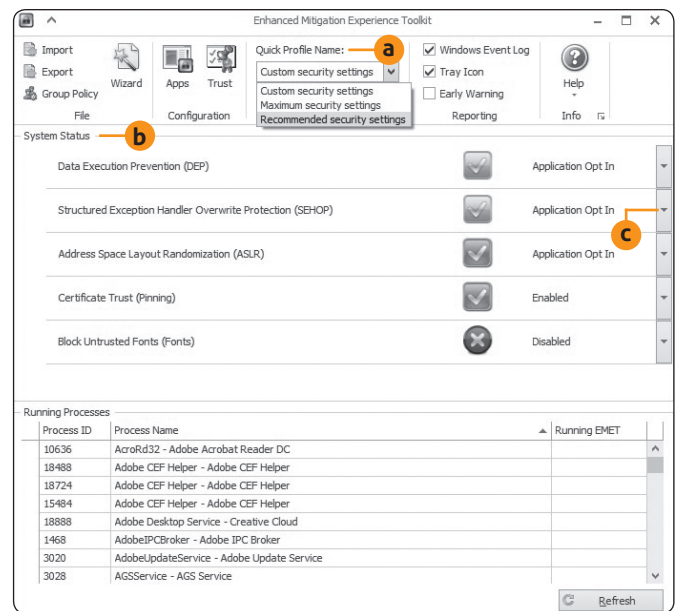 Enhanced Mitigation Experience Toolkit
Import
Export
Group Policy
Wizard
File
Apps
Trust
Configuration
Quick Profile Name:
a
Custom security settings
Custom security settings
Maximum security settings
Recommended security settings
Windows Event Log
Tray Icon
Early Warning
Reporting
Help
Info
System Status
b
Data Execution Prevention (DEP)
Application Opt In
Structured Exception Handler Overwrite Protection (SEHOP)
Application Opt In
c
Address Space Layout Randomization (ASLR)
Application Opt In
Certificate Trust (Pinning)
Enabled
Block Untrusted Fonts (Fonts)
Disabled
Running Processes
Process ID Process Name Running EMET
10636 AcroRd32 - Adobe Acrobat Reader DC
18488 Adobe CEF Helper - Adobe CEF Helper
18724 Adobe CEF Helper - Adobe CEF Helper
15484 Adobe CEF Helper - Adobe CEF Helper
18888 Adobe Desktop Service - Creative Cloud
1468 AdobeIPCBroker - Adobe IPC Broker
3020 AdobeUpdateService - Adobe Update Service
3028 AGSService - AGS Service
Refresh